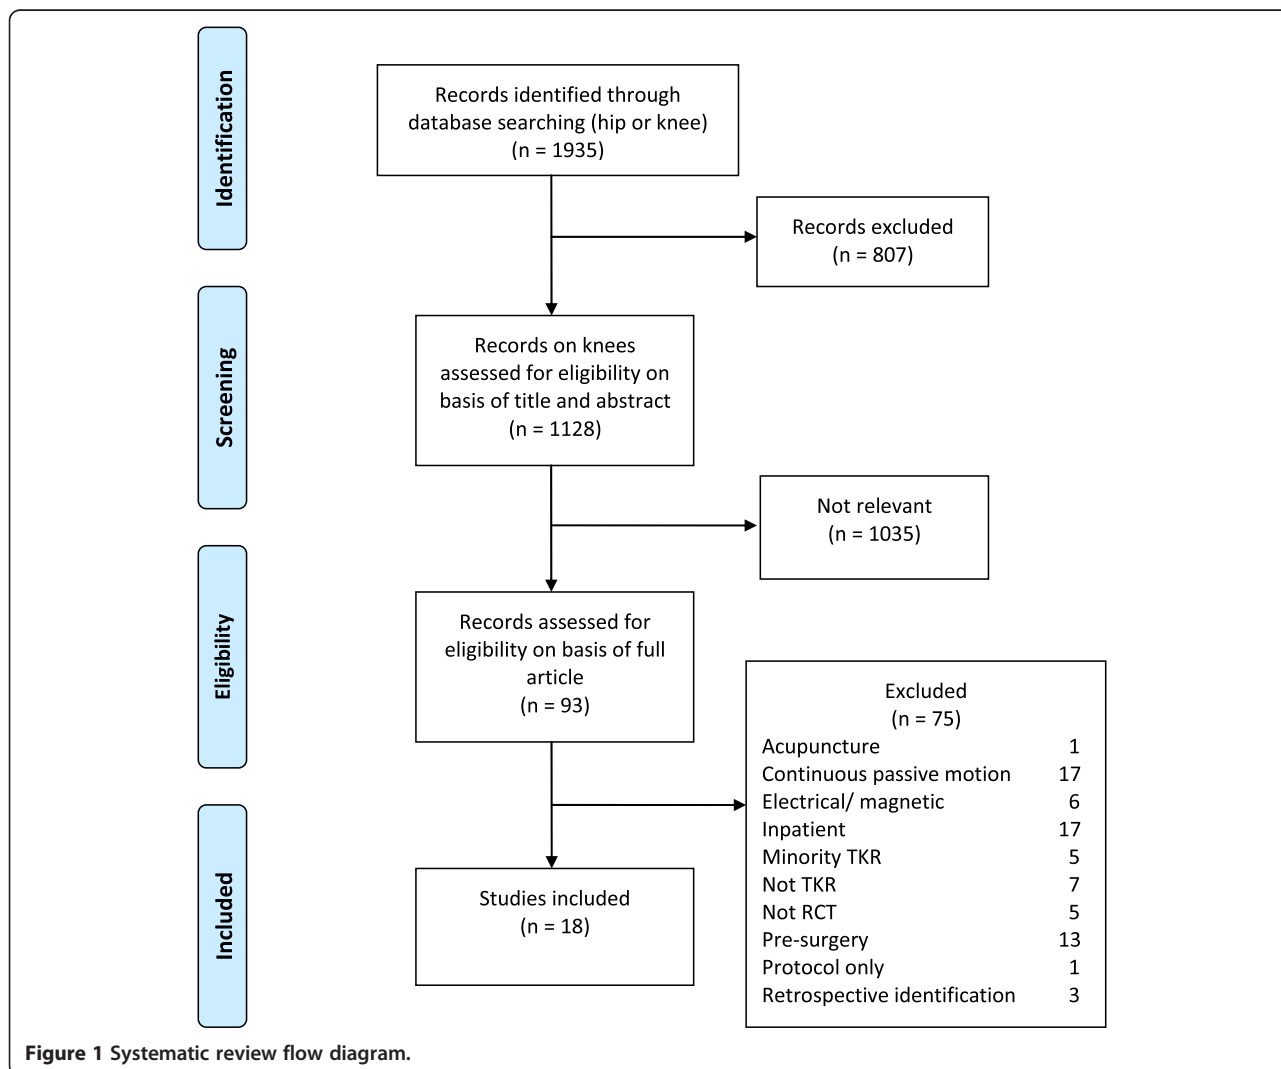 Identification
Records identified through
database searching (hip or knee)
(n = 1935)
Records excluded
(n = 807)
Screening
Records on knees
assessed for eligibility on
basis of title and abstract
(n = 1128)
Not relevant
(n = 1035)
Eligibility
Records assessed for
eligibility on basis of full
article
(n = 93)
Excluded
(n = 75)
Acupuncture 1
Continuous passive motion 17
Electrical/ magnetic 6
Inpatient 17
Minority TKR 5
Not TKR 7
Not RCT 5
Pre-surgery 13
Protocol only 1
Retrospective identification 3
Included
Studies included
(n = 18)
Figure 1 Systematic review flow diagram.